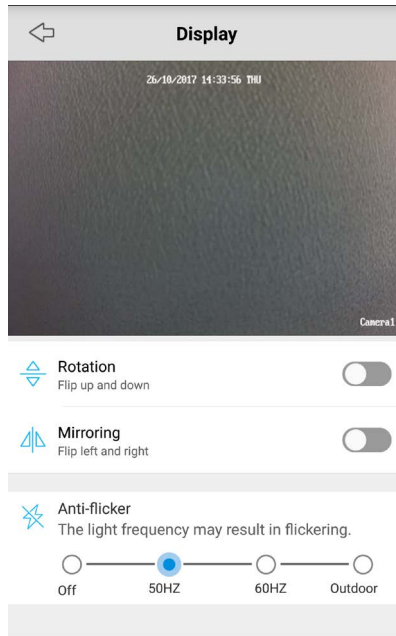 Display
26/10/2017 14:33:56 THU
Camera1
Rotation
Flip up and down
Mirroring
Flip left and right
Anti-flicker
The light frequency may result in flickering.
Off 50HZ 60HZ Outdoor